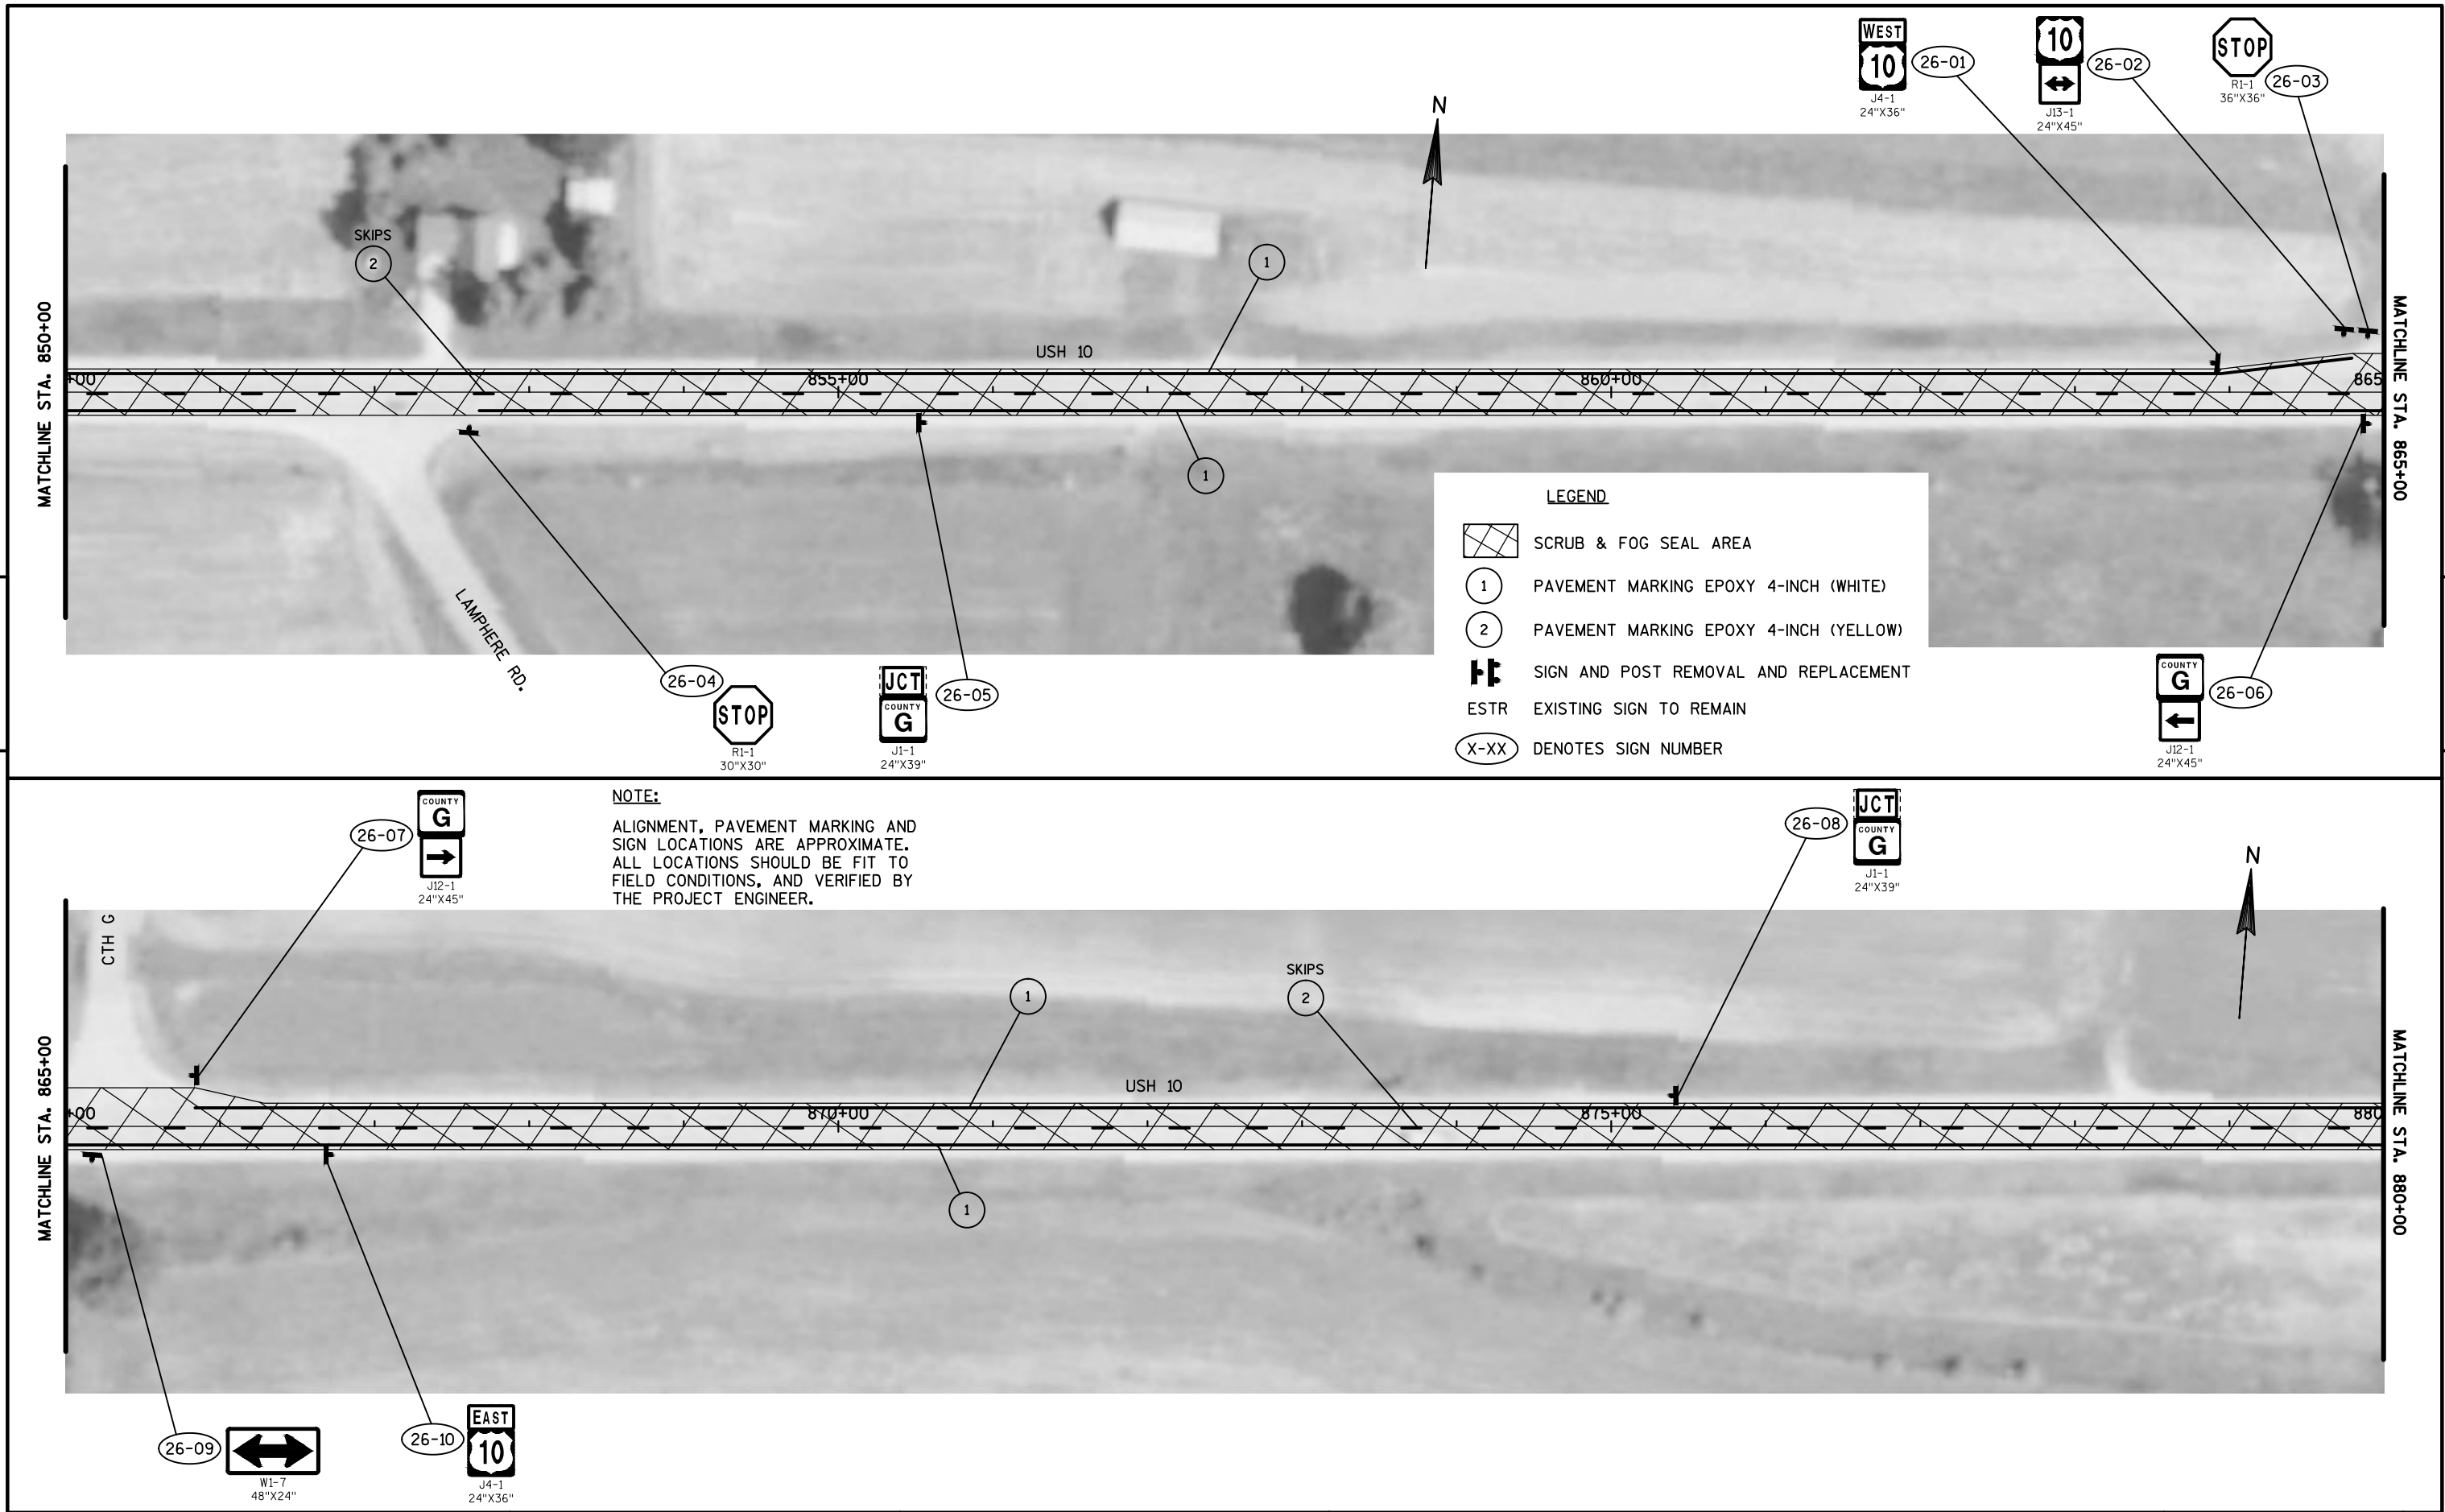 WEST
10
J4-1
24"X36"
26-01
10
J13-1
24"X45"
26-02
STOP
R1-1
36"X36"
26-03
N
SKIPS
2
1
MATCHLINE STA. 850+00
+00
855+00
USH 10
860+00
865
MATCHLINE STA. 865+00
1
LAMPHERE RD.
LEGEND
SCRUB & FOG SEAL AREA
1 PAVEMENT MARKING EPOXY 4-INCH (WHITE)
2 PAVEMENT MARKING EPOXY 4-INCH (YELLOW)
SIGN AND POST REMOVAL AND REPLACEMENT
ESTR EXISTING SIGN TO REMAIN
X-XX DENOTES SIGN NUMBER
26-04
STOP
R1-1
30"X30"
JCT
COUNTY
G
J1-1
24"X39"
26-05
COUNTY
G
J12-1
24"X45"
26-06
26-07
COUNTY
G
J12-1
24"X45"
NOTE:
ALIGNMENT, PAVEMENT MARKING AND
SIGN LOCATIONS ARE APPROXIMATE.
ALL LOCATIONS SHOULD BE FIT TO
FIELD CONDITIONS, AND VERIFIED BY
THE PROJECT ENGINEER.
26-08
JCT
COUNTY
G
J1-1
24"X39"
N
CTH G
1
SKIPS
2
MATCHLINE STA. 865+00
+00
870+00
USH 10
875+00
880
MATCHLINE STA. 880+00
1
26-09
W1-7
48"X24"
26-10
EAST
10
J4-1
24"X36"